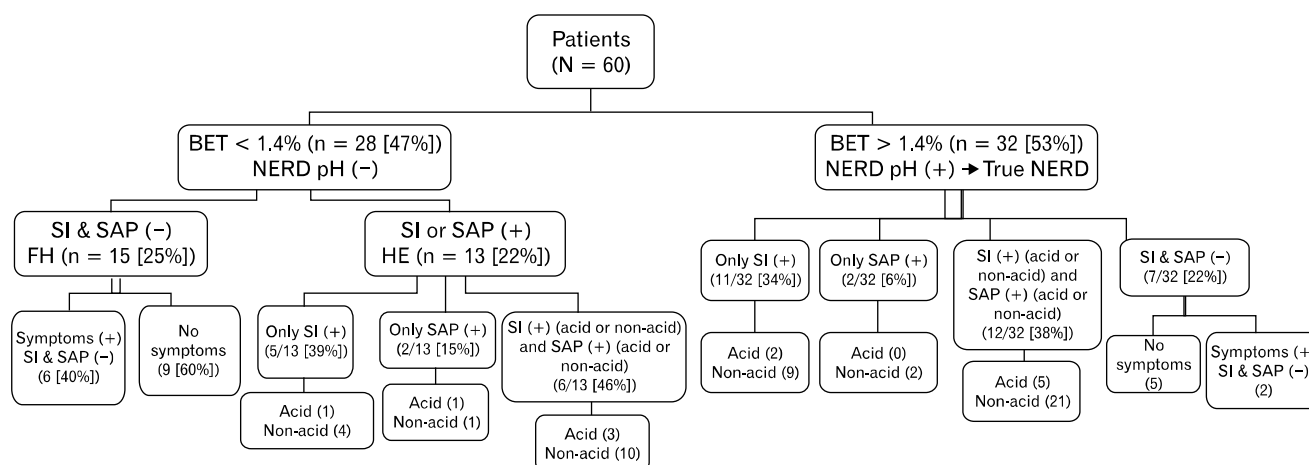 Patients
(N = 60)
BET < 1.4% (n = 28 [47%])
NERD pH (−)
BET > 1.4% (n = 32 [53%])
NERD pH (+) → True NERD
SI & SAP (−)
FH (n = 15 [25%])
SI or SAP (+)
HE (n = 13 [22%])
Only SI (+)
(11/32 [34%])
Only SAP (+)
(2/32 [6%])
SI (+) (acid or
non-acid) and
SAP (+) (acid or
non-acid)
(12/32 [38%])
SI & SAP (−)
(7/32 [22%])
Symptoms (+)
SI & SAP (−)
(6 [40%])
No
symptoms
(9 [60%])
Only SI (+)
(5/13 [39%])
Only SAP (+)
(2/13 [15%])
SI (+) (acid or non-acid)
and SAP (+) (acid or
non-acid)
(6/13 [46%])
Acid (2)
Non-acid (9)
Acid (0)
Non-acid (2)
Acid (5)
Non-acid (21)
No
symptoms
(5)
Symptoms (+)
SI & SAP (−)
(2)
Acid (1)
Non-acid (4)
Acid (1)
Non-acid (1)
Acid (3)
Non-acid (10)